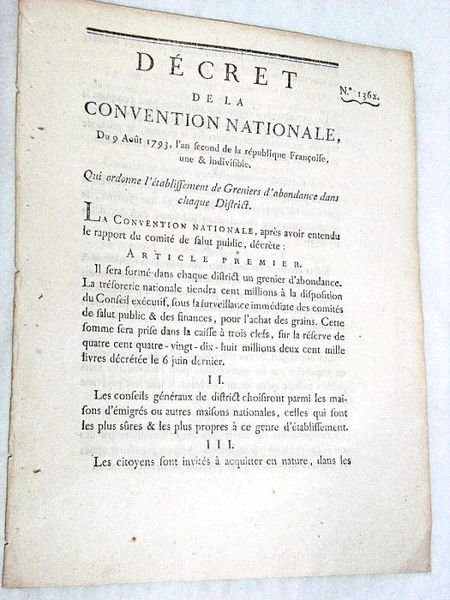 DÉCRET
N.° 1362.
DE LA
CONVENTION NATIONALE,
Du 9 Août 1793, l'an second de la république Françoise,
une & indivisible.
Qui ordonne l'établissement de Greniers d'abondance dans
chaque District.
LA CONVENTION NATIONALE, après avoir entendu
le rapport du comité de salut public, décrète :
ARTICLE PREMIER.
Il sera formé dans chaque district un grenier d'abondance.
La trésorerie nationale tiendra cent millions à la disposition
du Conseil exécutif, sous la surveillance immédiate des comités
de salut public & des finances, pour l'achat des grains. Cette
somme sera prise dans la caisse à trois clefs, sur la réserve de
quatre cent quatre-vingt-dix-huit millions deux cent mille
livres décrétée le 6 juin dernier.
II.
Les conseils généraux de district choisiront parmi les mai-
sons d'émigrés ou autres maisons nationales, celles qui sont
les plus sûres & les plus propres à ce genre d'établissement.
III.
Les citoyens sont invités à acquitter en nature, dans les